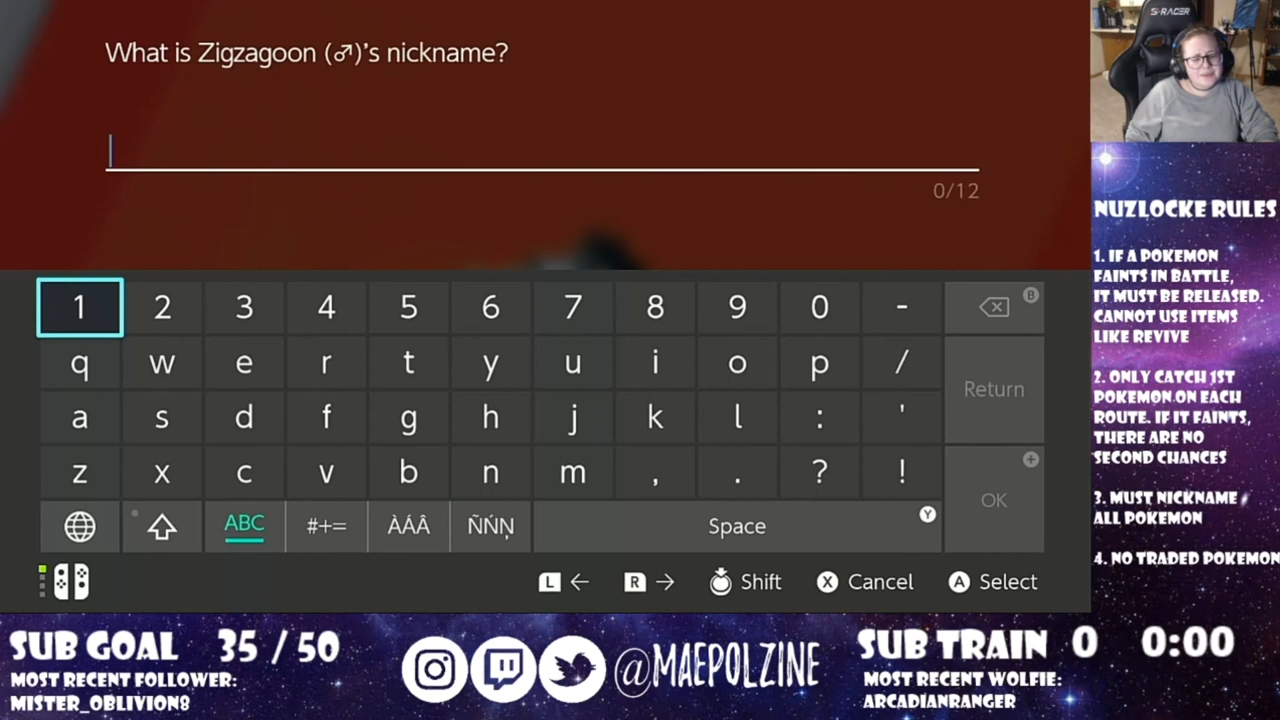 What is Zigzagoon (♂)'s nickname?
0/12
1 2 3 4 5 6 7 8 9 0 - B
q w e r t y u i o p / Return
a s d f g h j k l : '
z x c v b n m , . ? ! + OK
ABC #+= ÀÁÂ ÑŃŅ Space Y
L ← R → Shift X Cancel A Select
S-RACER
NUZLOCKE RULES
1. IF A POKEMON
FAINTS IN BATTLE,
IT MUST BE RELEASED.
CANNOT USE ITEMS
LIKE REVIVE
2. ONLY CATCH 1ST
POKEMON ON EACH
ROUTE. IF IT FAINTS,
THERE ARE NO
SECOND CHANCES
3. MUST NICKNAME
ALL POKEMON
4. NO TRADED POKEMON
SUB GOAL 35 / 50
MOST RECENT FOLLOWER:
MISTER_OBLIVION8
@MAEPOLZINE
SUB TRAIN 0 0:00
MOST RECENT WOLFIE:
ARCADIANRANGER